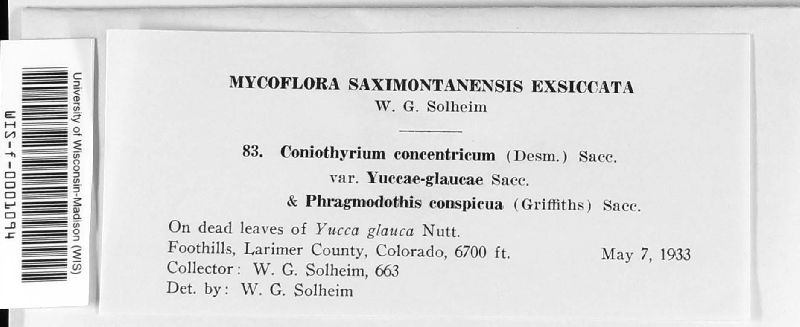 MYCOFLORA SAXIMONTANENSIS EXSICCATA
W. G. Solheim
83. Coniothyrium concentricum (Desm.) Sacc.
var. Yuccae-glaucae Sacc.
& Phragmodothis conspicua (Griffiths) Sacc.
On dead leaves of Yucca glauca Nutt.
Foothills, Larimer County, Colorado, 6700 ft. May 7, 1933
Collector: W. G. Solheim, 663
Det. by: W. G. Solheim
University of Wisconsin-Madison (WIS)
WIS-f-0001094